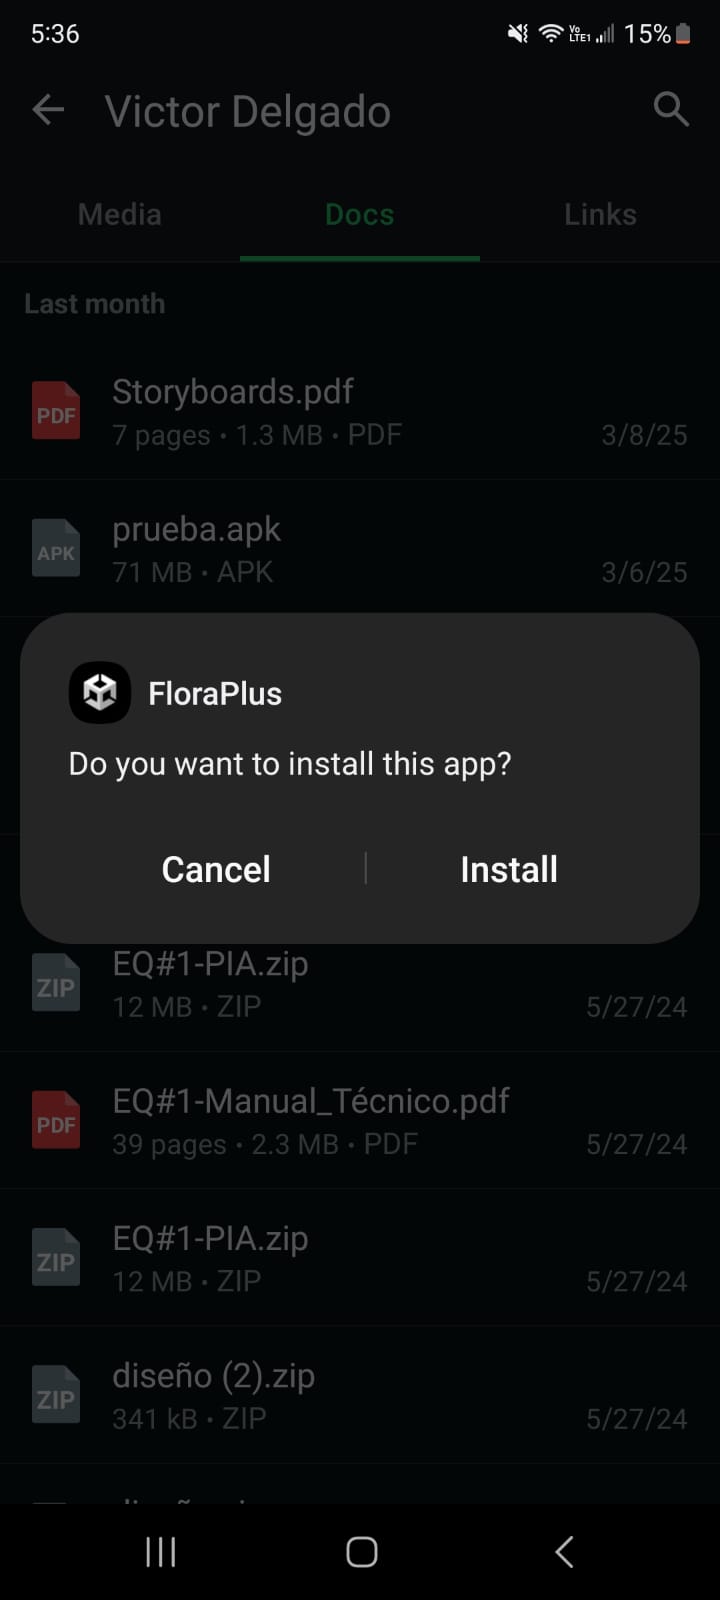 5:36
Vo
LTE1
15%
Victor Delgado
Media
Docs
Links
Last month
PDF
Storyboards.pdf
7 pages • 1.3 MB • PDF
3/8/25
APK
prueba.apk
71 MB • APK
3/6/25
FloraPlus
Do you want to install this app?
Cancel
Install
ZIP
EQ#1-PIA.zip
12 MB • ZIP
5/27/24
PDF
EQ#1-Manual_Técnico.pdf
39 pages • 2.3 MB • PDF
5/27/24
ZIP
EQ#1-PIA.zip
12 MB • ZIP
5/27/24
ZIP
diseño (2).zip
341 kB • ZIP
5/27/24